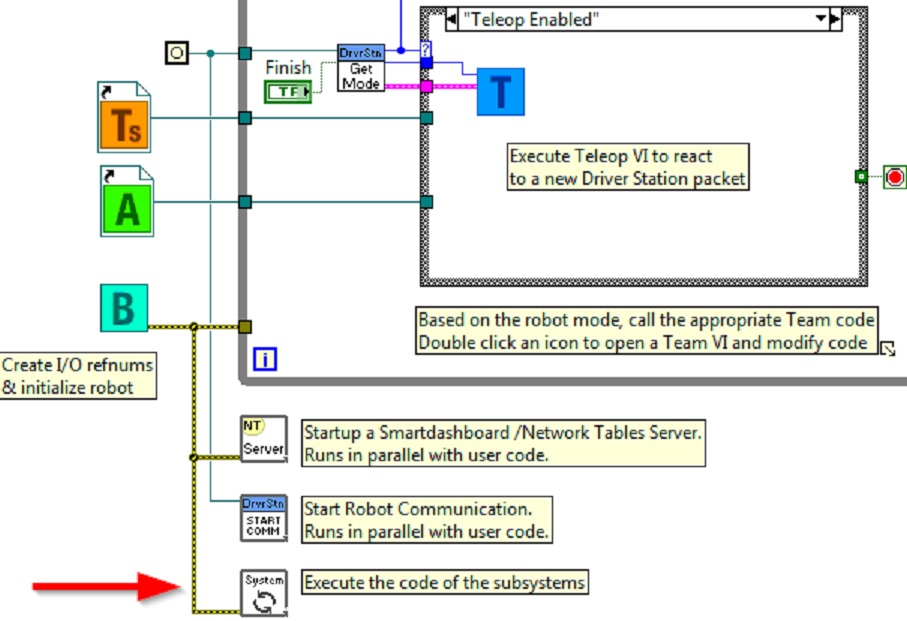 "Teleop Enabled"
DrvrStn
Get
Mode
?
Finish
TF
T
Ts
Execute Teleop VI to react
to a new Driver Station packet
A
B
Based on the robot mode, call the appropriate Team code
Double click an icon to open a Team VI and modify code
i
Create I/O refnums
& initialize robot
NT
Server
Startup a Smartdashboard /Network Tables Server.
Runs in parallel with user code.
DrvrStn
START
COMM
Start Robot Communication.
Runs in parallel with user code.
System
Execute the code of the subsystems